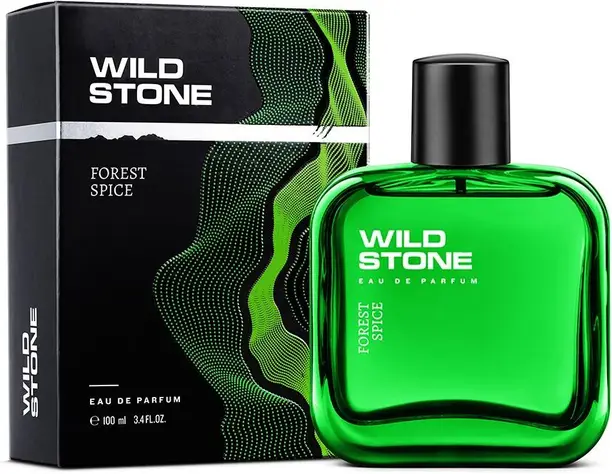 WILD
STONE
FOREST
SPICE
EAU DE PARFUM
℮ 100 ml 3.4 FL.OZ.
WILD
STONE
WILD
STONE
EAU DE PARFUM
FOREST
SPICE